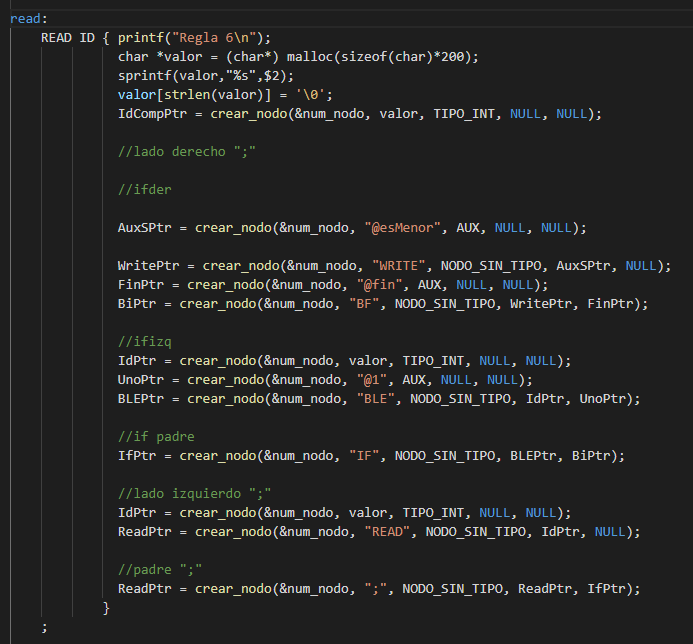 read:
READ ID { printf("Regla 6\n");
char *valor = (char*) malloc(sizeof(char)*200);
sprintf(valor,"%s",$2);
valor[strlen(valor)] = '\0';
IdCompPtr = crear_nodo(&num_nodo, valor, TIPO_INT, NULL, NULL);
//lado derecho ";"
//ifder
AuxSPtr = crear_nodo(&num_nodo, "@esMenor", AUX, NULL, NULL);
WritePtr = crear_nodo(&num_nodo, "WRITE", NODO_SIN_TIPO, AuxSPtr, NULL);
FinPtr = crear_nodo(&num_nodo, "@fin", AUX, NULL, NULL);
BiPtr = crear_nodo(&num_nodo, "BF", NODO_SIN_TIPO, WritePtr, FinPtr);
//ifizq
IdPtr = crear_nodo(&num_nodo, valor, TIPO_INT, NULL, NULL);
UnoPtr = crear_nodo(&num_nodo, "@1", AUX, NULL, NULL);
BLEPtr = crear_nodo(&num_nodo, "BLE", NODO_SIN_TIPO, IdPtr, UnoPtr);
//if padre
IfPtr = crear_nodo(&num_nodo, "IF", NODO_SIN_TIPO, BLEPtr, BiPtr);
//lado izquierdo ";"
IdPtr = crear_nodo(&num_nodo, valor, TIPO_INT, NULL, NULL);
ReadPtr = crear_nodo(&num_nodo, "READ", NODO_SIN_TIPO, IdPtr, NULL);
//padre ";"
ReadPtr = crear_nodo(&num_nodo, ";", NODO_SIN_TIPO, ReadPtr, IfPtr);
}
;